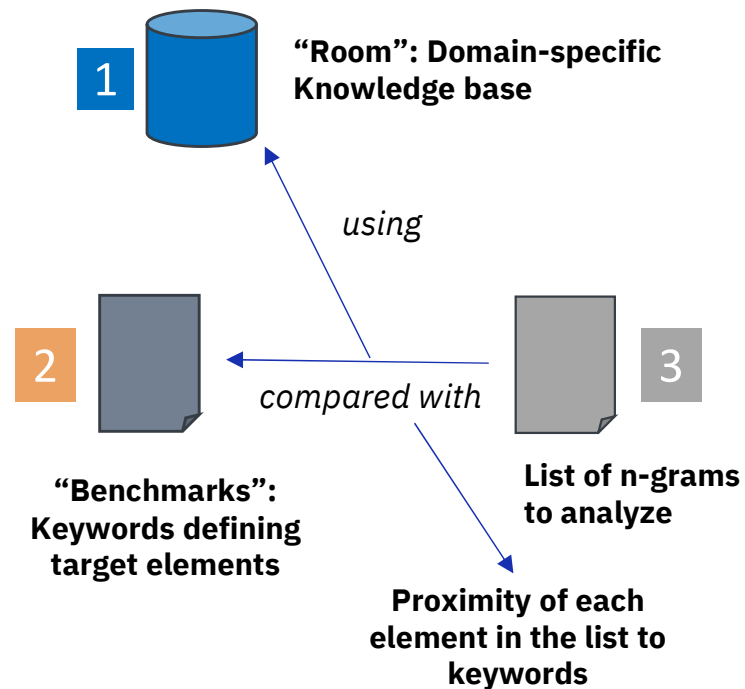 1
“Room”: Domain-specific
Knowledge base
using
2
3
compared with
“Benchmarks”:
Keywords defining
target elements
List of n-grams
to analyze
Proximity of each
element in the list to
keywords